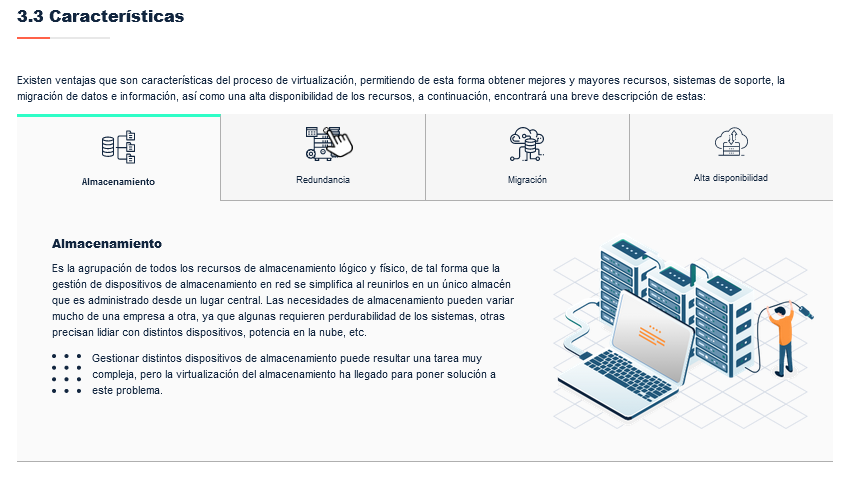 3.3 Características
Existen ventajas que son características del proceso de virtualización, permitiendo de esta forma obtener mejores y mayores recursos, sistemas de soporte, la
migración de datos e información, así como una alta disponibilidad de los recursos, a continuación, encontrará una breve descripción de estas:
Almacenamiento
Redundancia
Migración
Alta disponibilidad
Almacenamiento
Es la agrupación de todos los recursos de almacenamiento lógico y físico, de tal forma que la
gestión de dispositivos de almacenamiento en red se simplifica al reunirlos en un único almacén
que es administrado desde un lugar central. Las necesidades de almacenamiento pueden variar
mucho de una empresa a otra, ya que algunas requieren perdurabilidad de los sistemas, otras
precisan lidiar con distintos dispositivos, potencia en la nube, etc.
Gestionar distintos dispositivos de almacenamiento puede resultar una tarea muy
compleja, pero la virtualización del almacenamiento ha llegado para poner solución a
este problema.